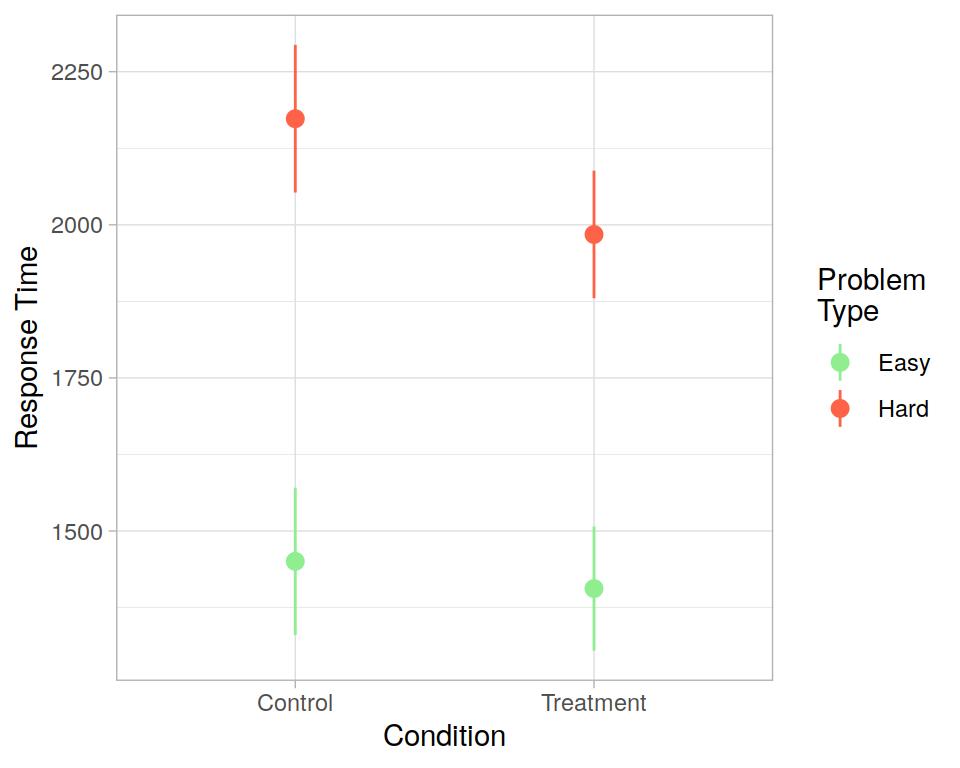 2250
2000
1750
1500
Response Time
Control
Treatment
Condition
Problem
Type
Easy
Hard